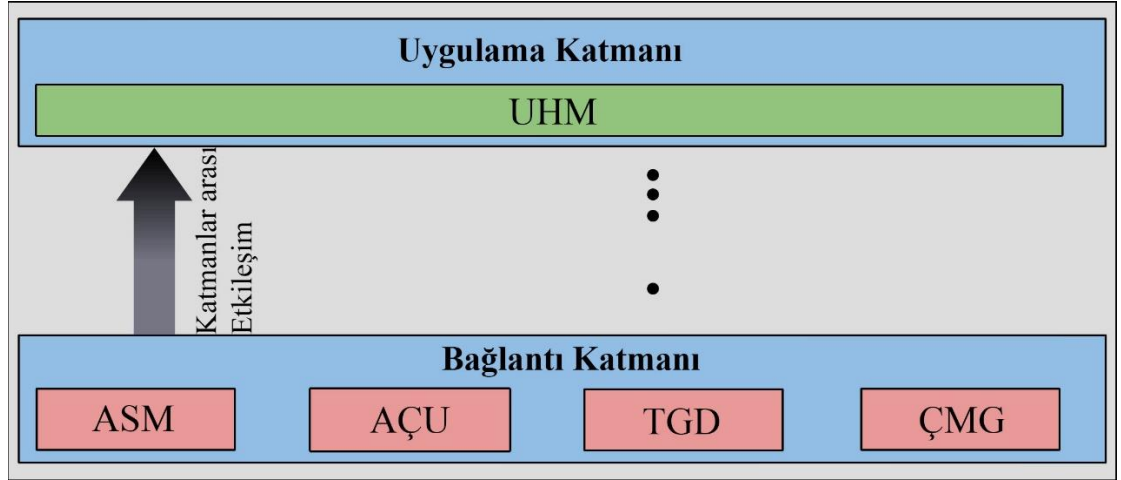 Uygulama Katmanı
UHM
Katmanlar arası
Etkileşim
Bağlantı Katmanı
ASM
AÇU
TGD
ÇMG